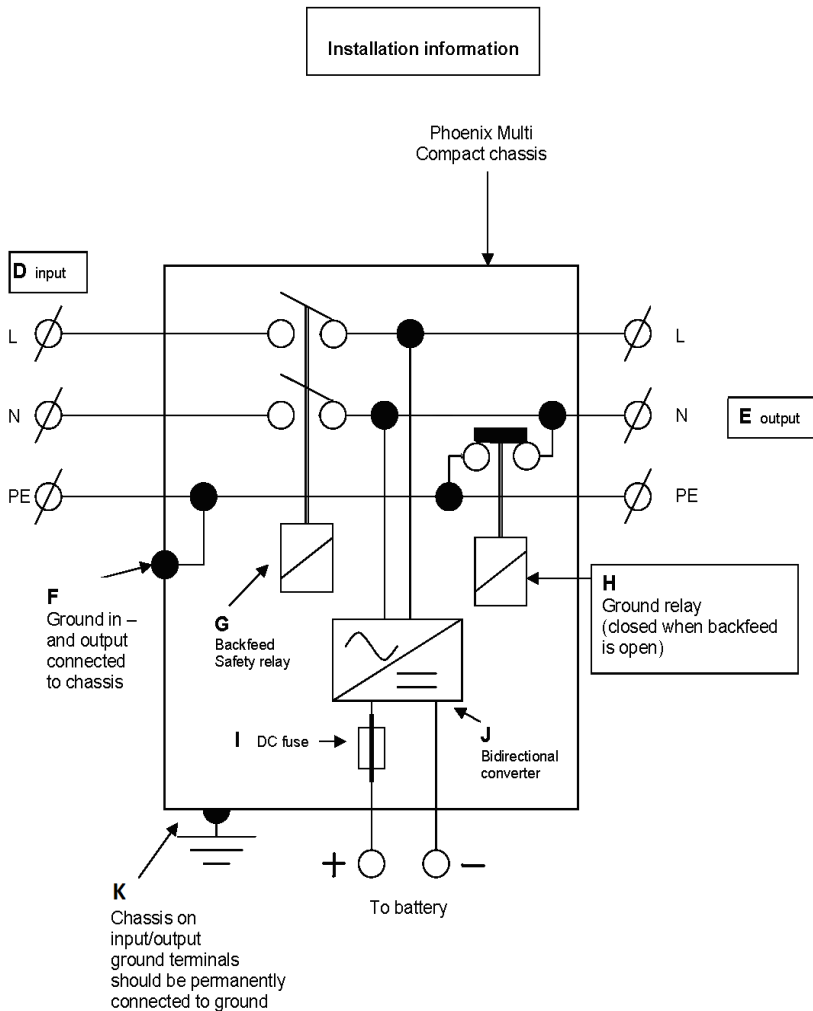 Installation information
Phoenix Multi
Compact chassis
D input
L
L
N
N
E output
PE
PE
F
Ground in –
and output
connected
to chassis
G
Backfeed
Safety relay
H
Ground relay
(closed when backfeed
is open)
I DC fuse
J
Bidirectional
converter
+
–
To battery
K
Chassis on
input/output
ground terminals
should be permanently
connected to ground